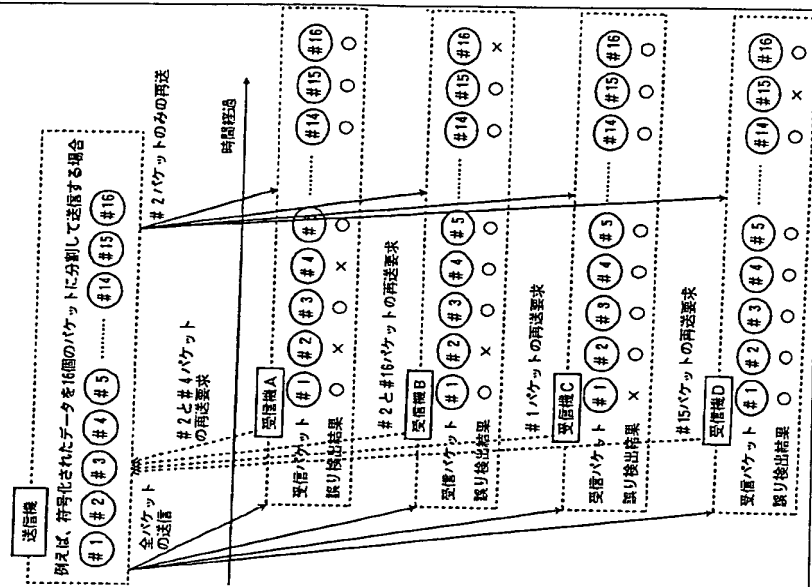 送信機
例えば、符号化されたデータを16個のパケットに分割して送信する場合
#1 #2 #3 #4 #5 ……… #14 #15 #16
全パケット
の送信
#2と#4パケット
の再送要求
#2パケットのみの再送
時間経過
受信機A
受信パケット #1 #2 #3 #4 # ……… #14 #15 #16
誤り検出結果 ○ × ○ × ○ ○ ○ ○
#2と#16パケットの再送要求
受信機B
受信パケット #1 #2 #3 #4 #5 ……… #14 #15 #16
誤り検出結果 ○ × ○ ○ ○ ○ ○ ×
#1パケットの再送要求
受信機C
受信パケット #1 #2 #3 #4 #5 ……… #14 #15 #16
誤り検出結果 × ○ ○ ○ ○ ○ ○ ○
#15パケットの再送要求
受信機D
受信パケット #1 #2 #3 #4 #5 ……… #14 #15 #16
誤り検出結果 ○ ○ ○ ○ ○ ○ × ○